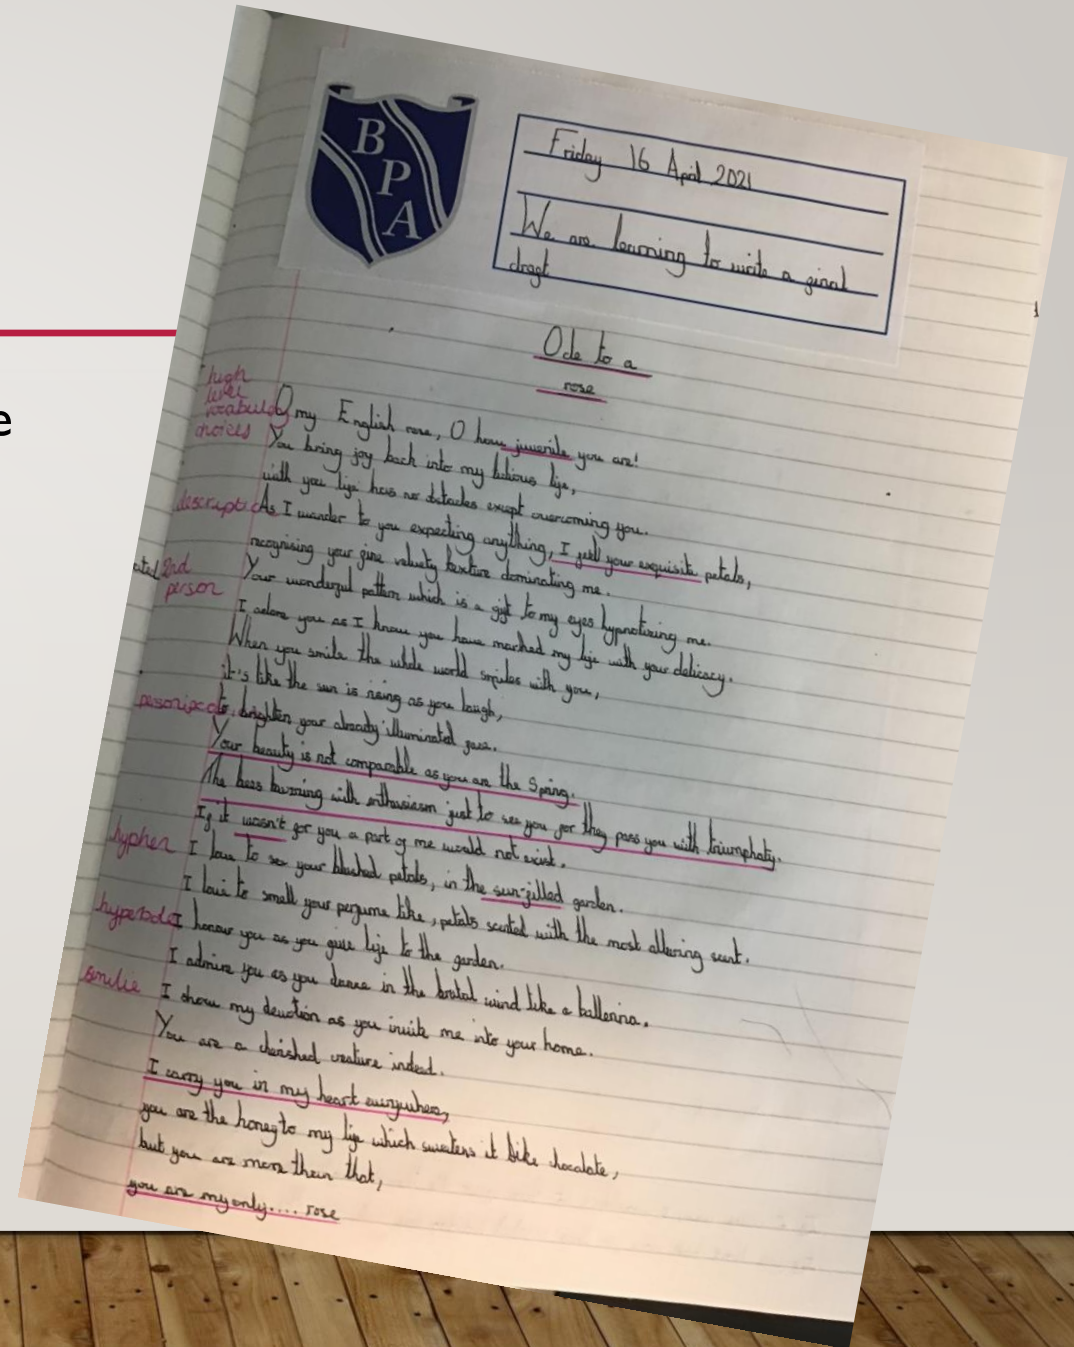 e
B
P
A
Friday 16 April 2021
We are learning to write a final
draft
Ode to a
rose
high
level
vocabulary
choices
O my English rose, O how juvenile you are!
You bring joy back into my tedious life,
with you life has no obstacles except overcoming you.
description
As I wander to you expecting anything, I feel your exquisite petals,
recognising your fine velvety texture dominating me.
ated 2nd
person
Your wonderful pattern which is a gift to my eyes hypnotizing me.
I adore you as I know you have marked my life with your delicacy.
When you smile the whole world smiles with you,
it's like the sun is rising as you laugh,
to brighten your already illuminated face.
Your beauty is not comparable as you are the Spring.
The bees buzzing with enthusiasm just to see you for they pass you with triumphaty.
If it wasn't for you a part of me would not exist.
hyphen
I love to see your blushed petals, in the sun-filled garden.
I love to smell your perfume like, petals scented with the most alluring scent.
hyperbole
I honour you as you give life to the garden.
I admire you as you dance in the brutal wind like a ballerina.
similie
I show my devotion as you invite me into your home.
You are a cherished creature indeed.
I carry you in my heart everywhere,
you are the honey to my life which sweetens it like chocolate,
but you are more than that,
you are my only.... rose